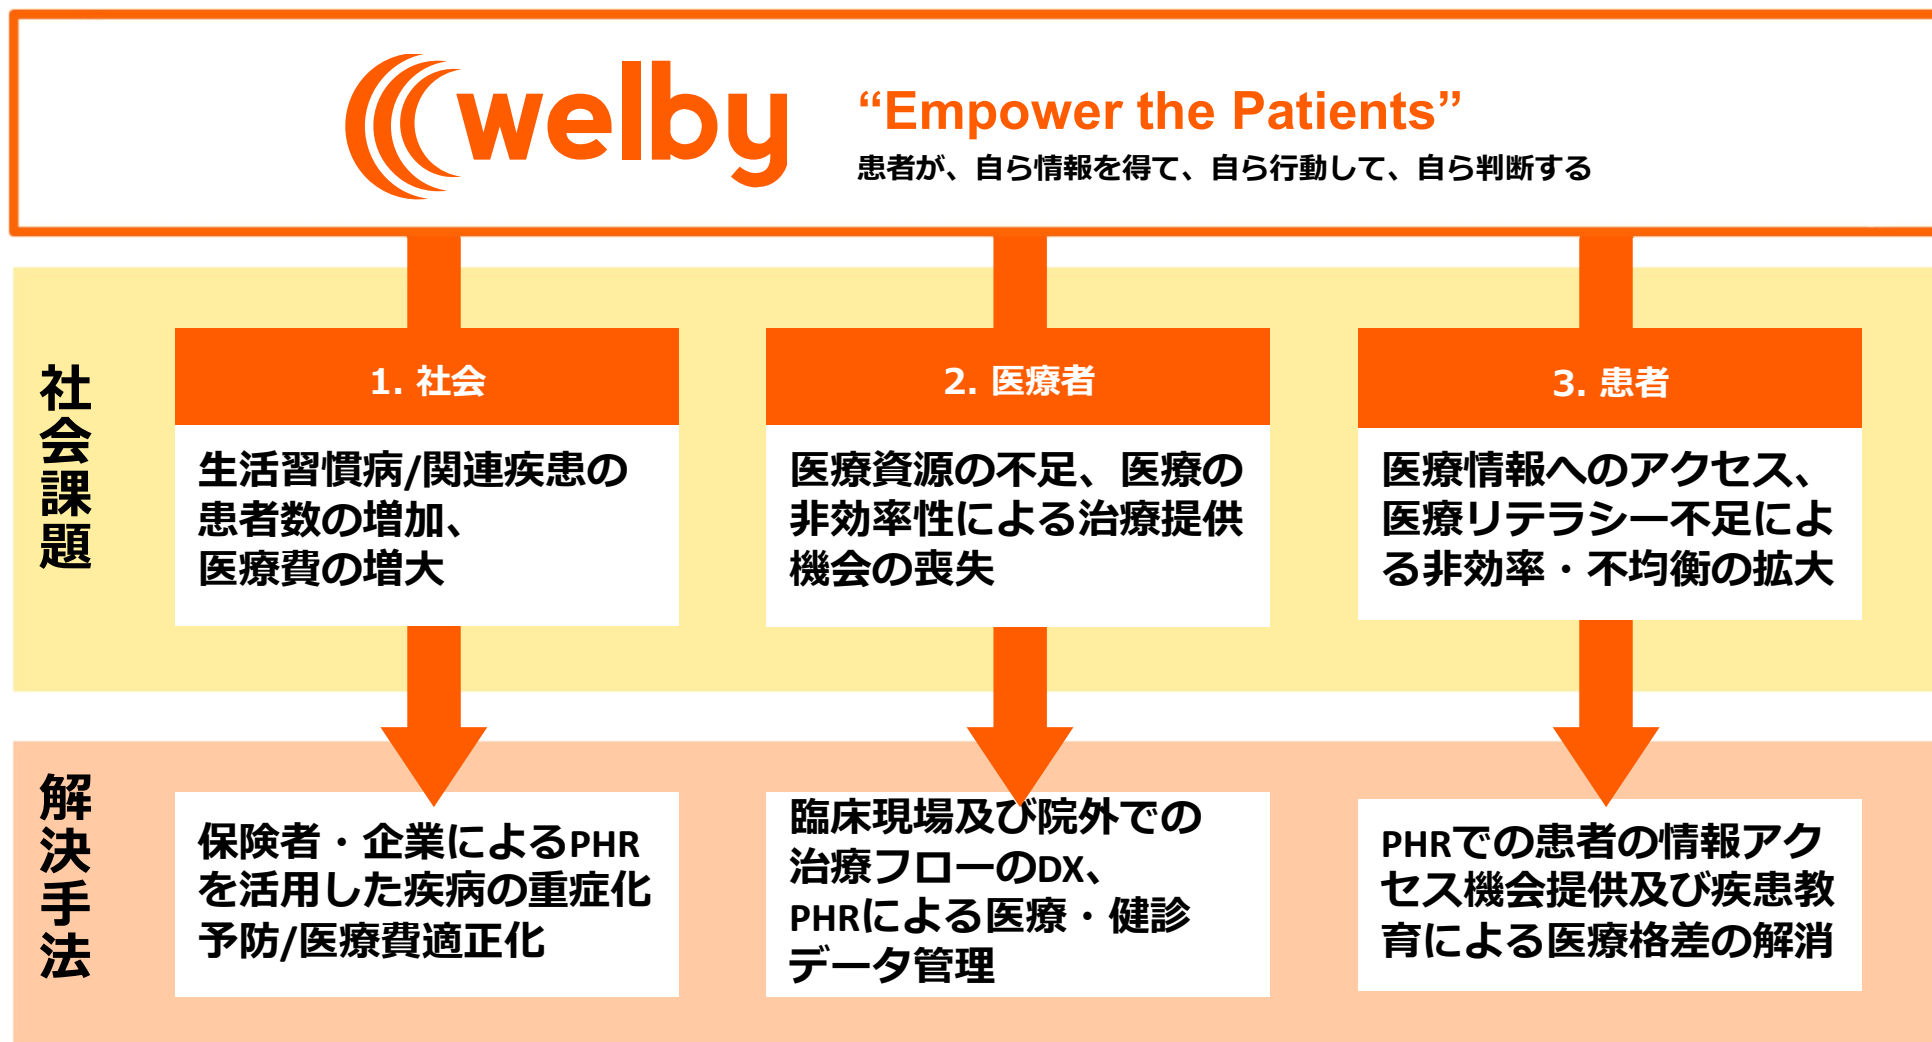 welby
“Empower the Patients”
患者が、自ら情報を得て、自ら行動して、自ら判断する
社会課題
1. 社会
生活習慣病/関連疾患の
患者数の増加、
医療費の増大
2. 医療者
医療資源の不足、医療の
非効率性による治療提供
機会の喪失
3. 患者
医療情報へのアクセス、
医療リテラシー不足によ
る非効率・不均衡の拡大
解決手法
保険者・企業によるPHR
を活用した疾病の重症化
予防/医療費適正化
臨床現場及び院外での
治療フローのDX、
PHRによる医療・健診
データ管理
PHRでの患者の情報アク
セス機会提供及び疾患教
育による医療格差の解消